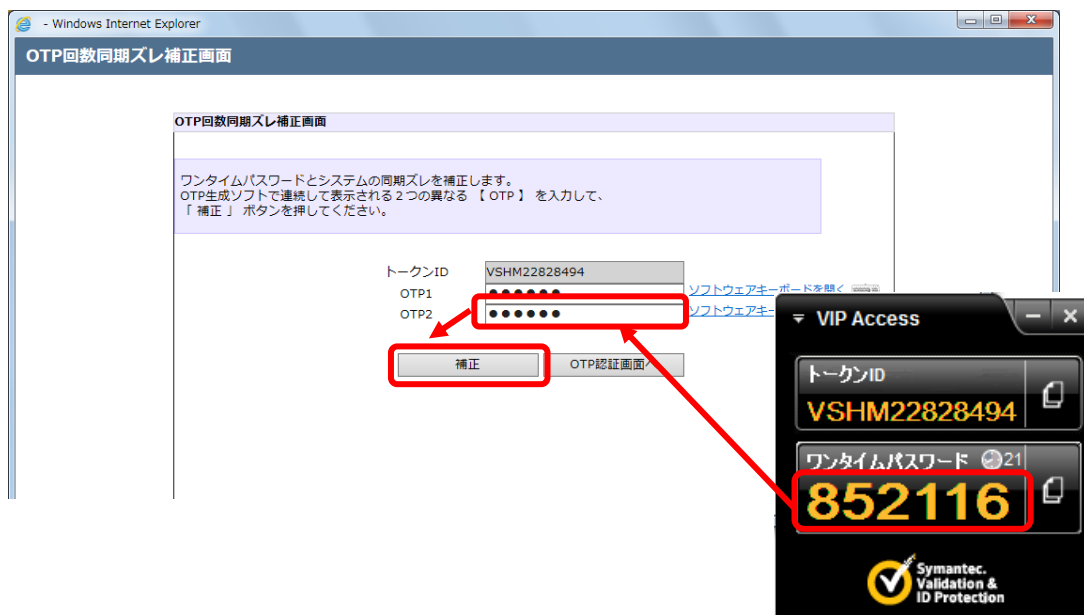 - Windows Internet Explorer
OTP回数同期ズレ補正画面
OTP回数同期ズレ補正画面
ワンタイムパスワードとシステムの同期ズレを補正します。
OTP生成ソフトで連続して表示される２つの異なる 【 OTP 】 を入力して、
「 補正 」 ボタンを押してください。
トークンID VSHM22828494
OTP1 ●●●●●● ソフトウェアキーボードを開く
OTP2 ●●●●●● ソフトウェアキー
補正 OTP認証画面へ
VIP Access
トークンID
VSHM22828494
ワンタイムパスワード 21
852116
Symantec.
Validation &
ID Protection